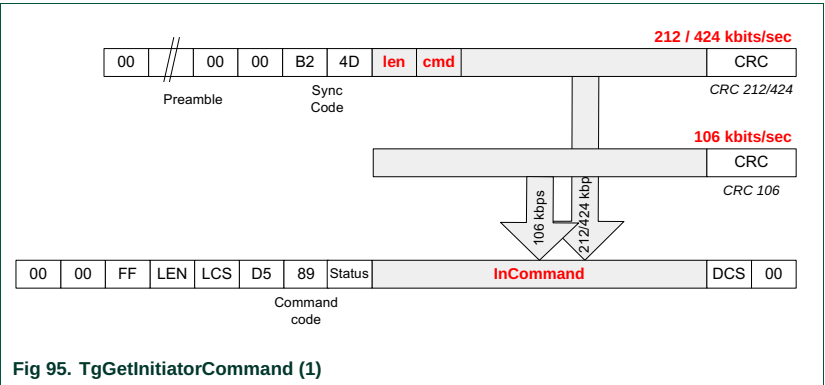 212 / 424 kbits/sec
00 00 00 B2 4D len cmd CRC
Preamble
Sync
Code
CRC 212/424
106 kbits/sec
CRC
CRC 106
106 kbps
212/424 kbp
00 00 FF LEN LCS D5 89 Status InCommand DCS 00
Command
code
Fig 95. TgGetInitiatorCommand (1)